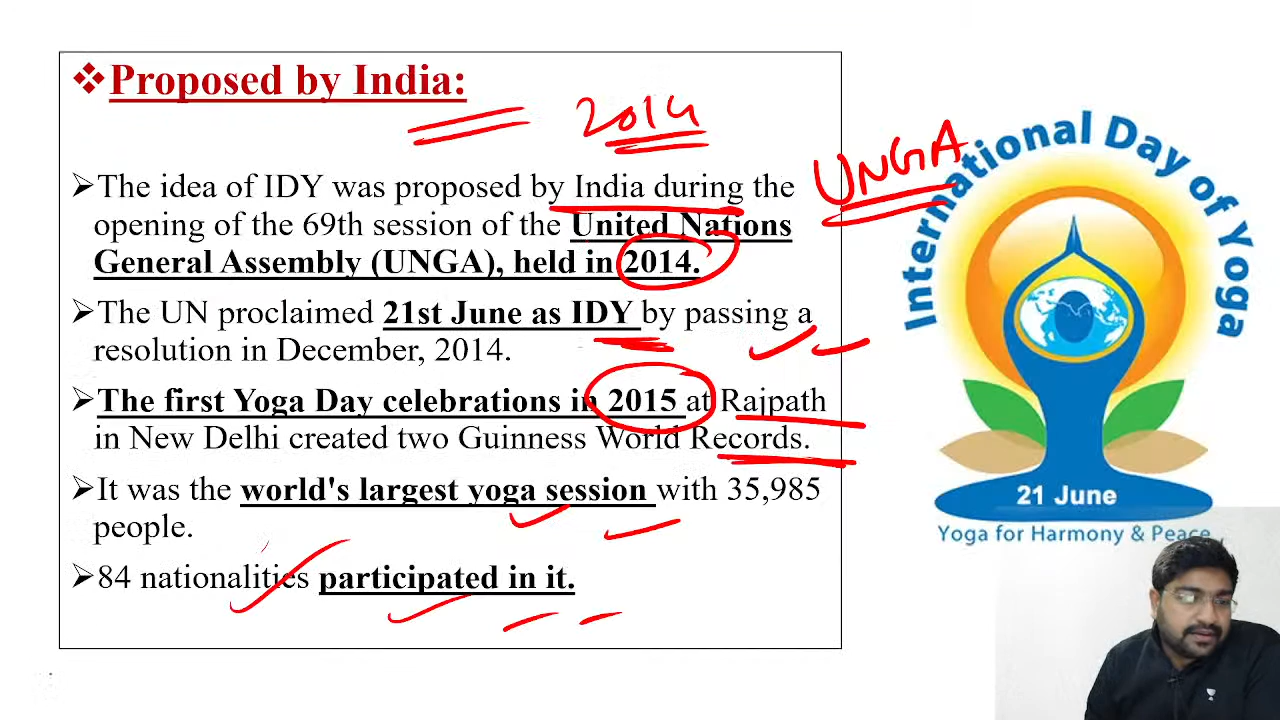 ❖Proposed by India:
2014
UNGA
➢The idea of IDY was proposed by India during the
opening of the 69th session of the United Nations
General Assembly (UNGA), held in 2014.
➢The UN proclaimed 21st June as IDY by passing a
resolution in December, 2014.
➢The first Yoga Day celebrations in 2015 at Rajpath
in New Delhi created two Guinness World Records.
➢It was the world's largest yoga session with 35,985
people.
➢84 nationalities participated in it.
International Day of Yoga
21 June
Yoga for Harmony & Peace